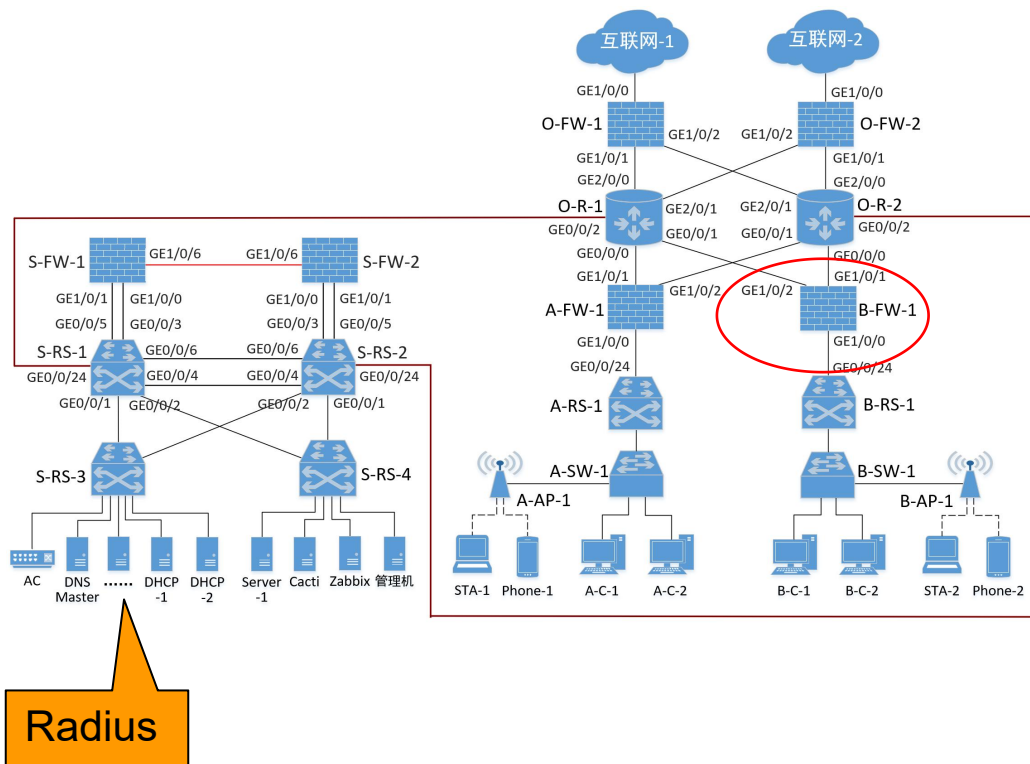 互联网-1
互联网-2
GE1/0/0
GE1/0/0
O-FW-1
GE1/0/2
GE1/0/2
O-FW-2
GE1/0/1
GE1/0/1
GE2/0/0
GE2/0/0
O-R-1
GE2/0/1
GE2/0/1
O-R-2
GE0/0/2
GE0/0/1
GE0/0/1
GE0/0/2
GE0/0/0
GE0/0/0
GE1/0/1
GE1/0/1
GE1/0/2
GE1/0/2
A-FW-1
B-FW-1
GE1/0/0
GE1/0/0
GE0/0/24
GE0/0/24
A-RS-1
B-RS-1
A-SW-1
B-SW-1
A-AP-1
B-AP-1
STA-1
Phone-1
A-C-1
A-C-2
B-C-1
B-C-2
STA-2
Phone-2
S-FW-1
GE1/0/6
GE1/0/6
S-FW-2
GE1/0/1
GE1/0/0
GE1/0/0
GE1/0/1
GE0/0/5
GE0/0/3
GE0/0/3
GE0/0/5
S-RS-1
GE0/0/6
GE0/0/6
S-RS-2
GE0/0/24
GE0/0/4
GE0/0/4
GE0/0/24
GE0/0/1
GE0/0/2
GE0/0/2
GE0/0/1
S-RS-3
S-RS-4
AC
DNS
Master
……
DHCP
-1
DHCP
-2
Server
-1
Cacti
Zabbix
管理机
Radius